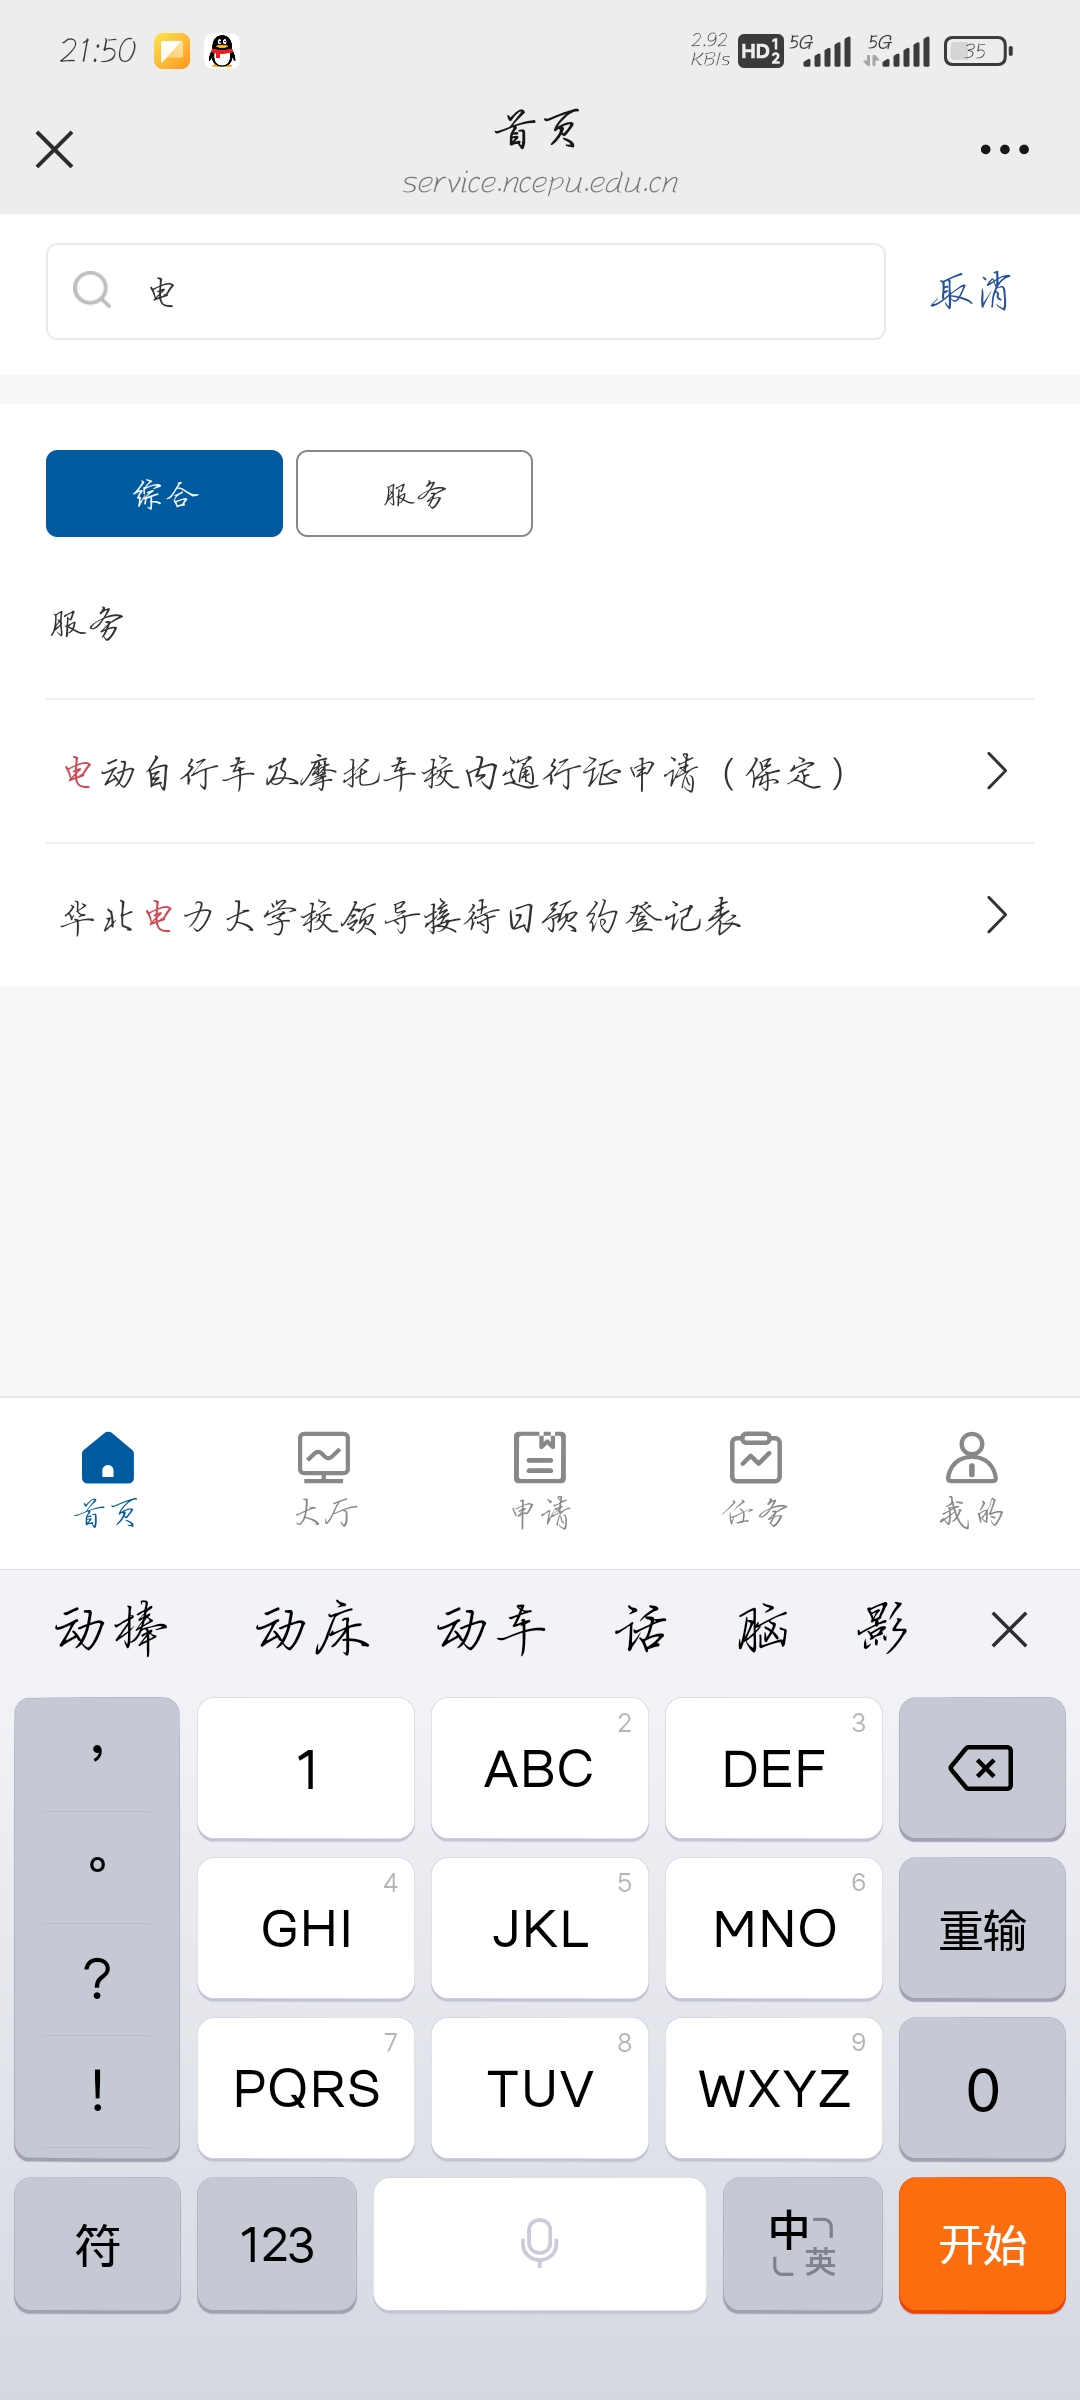 21:50
2.92 KB/s HD 1 2 5G 5G 35
首页
service.ncepu.edu.cn
电
取消
综合 服务
服务
电动自行车及摩托车校内通行证申请（保定）
华北电力大学校领导接待日预约登记表
首页 大厅 申请 任务 我的
动棒 动床 动车 话 脑 影
， 1 ABC 2 DEF 3
。 GHI 4 JKL 5 MNO 6 重输
？
！ PQRS 7 TUV 8 WXYZ 9 0
符 123 中 英 开始